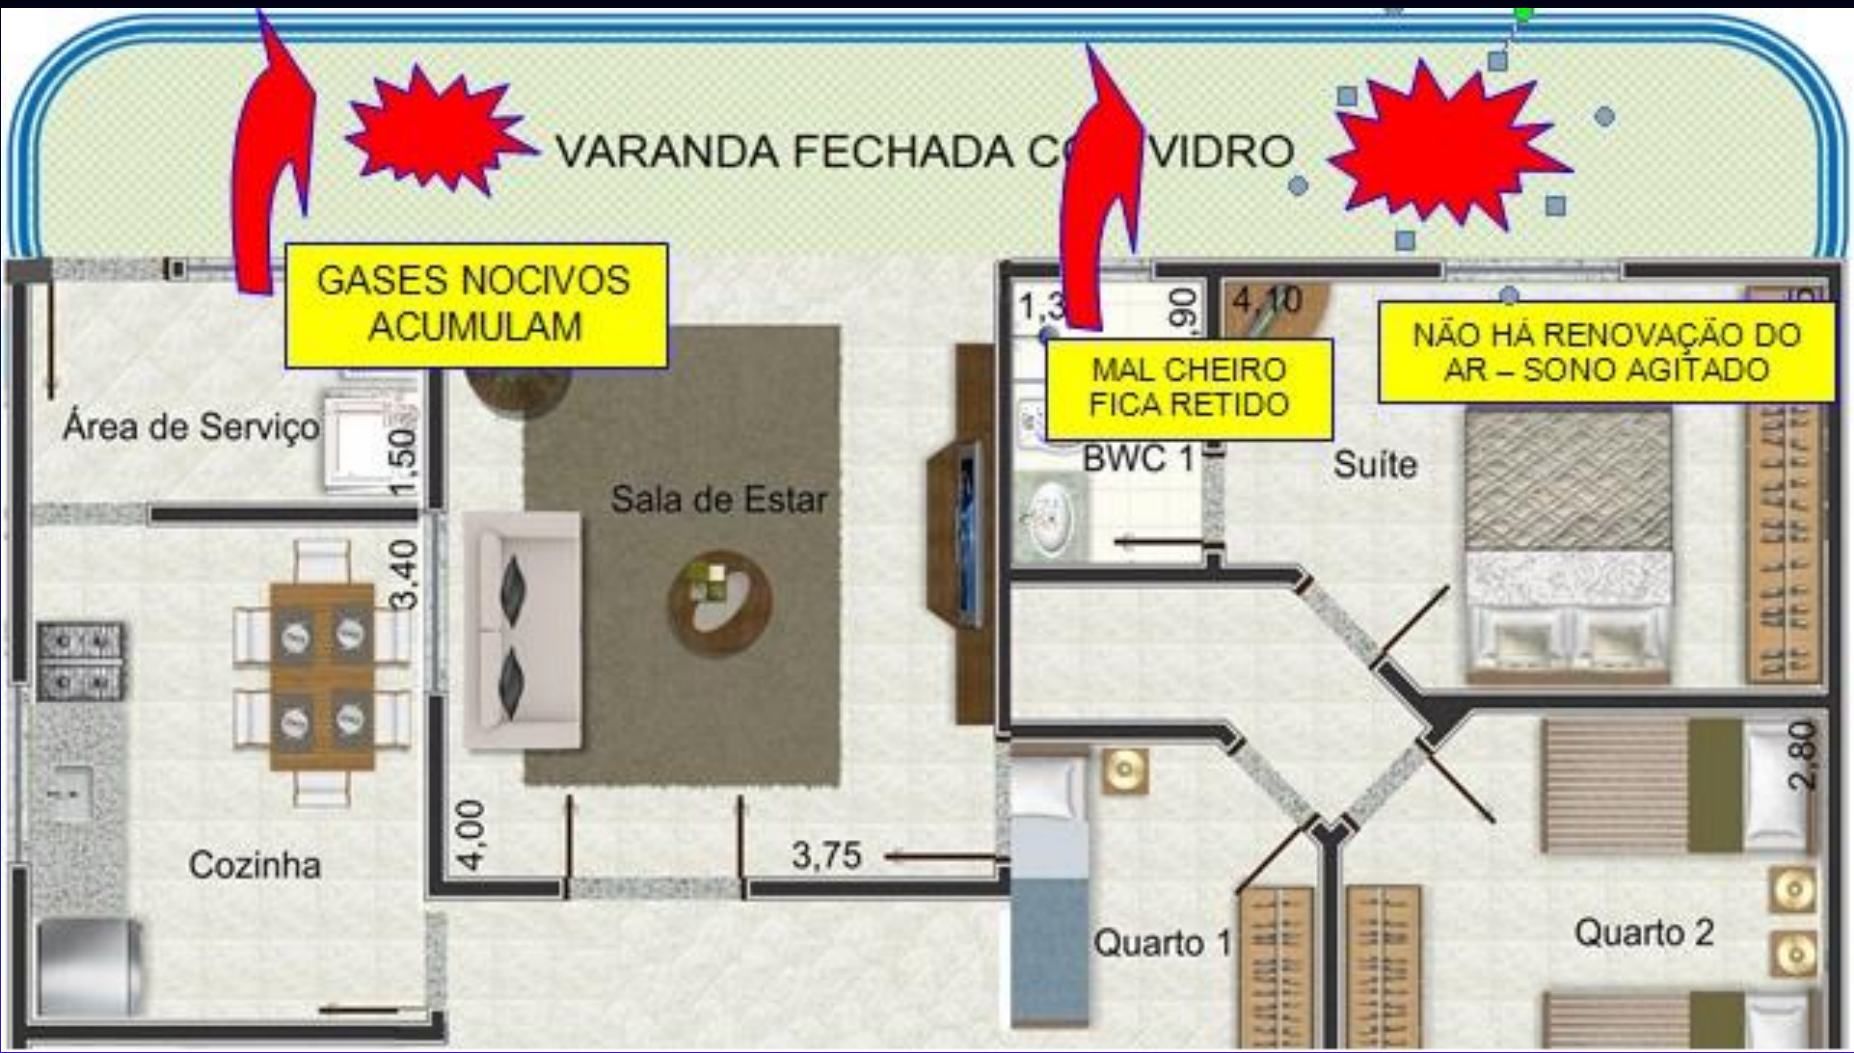 VARANDA FECHADA CO VIDRO
GASES NOCIVOS
ACUMULAM
1,3
,90
4,10
NÃO HÁ RENOVAÇÃO DO
AR – SONO AGITADO
MAL CHEIRO
FICA RETIDO
Área de Serviço
1,50
BWC 1
Suíte
Sala de Estar
3,40
2,80
4,00
3,75
Cozinha
Quarto 1
Quarto 2